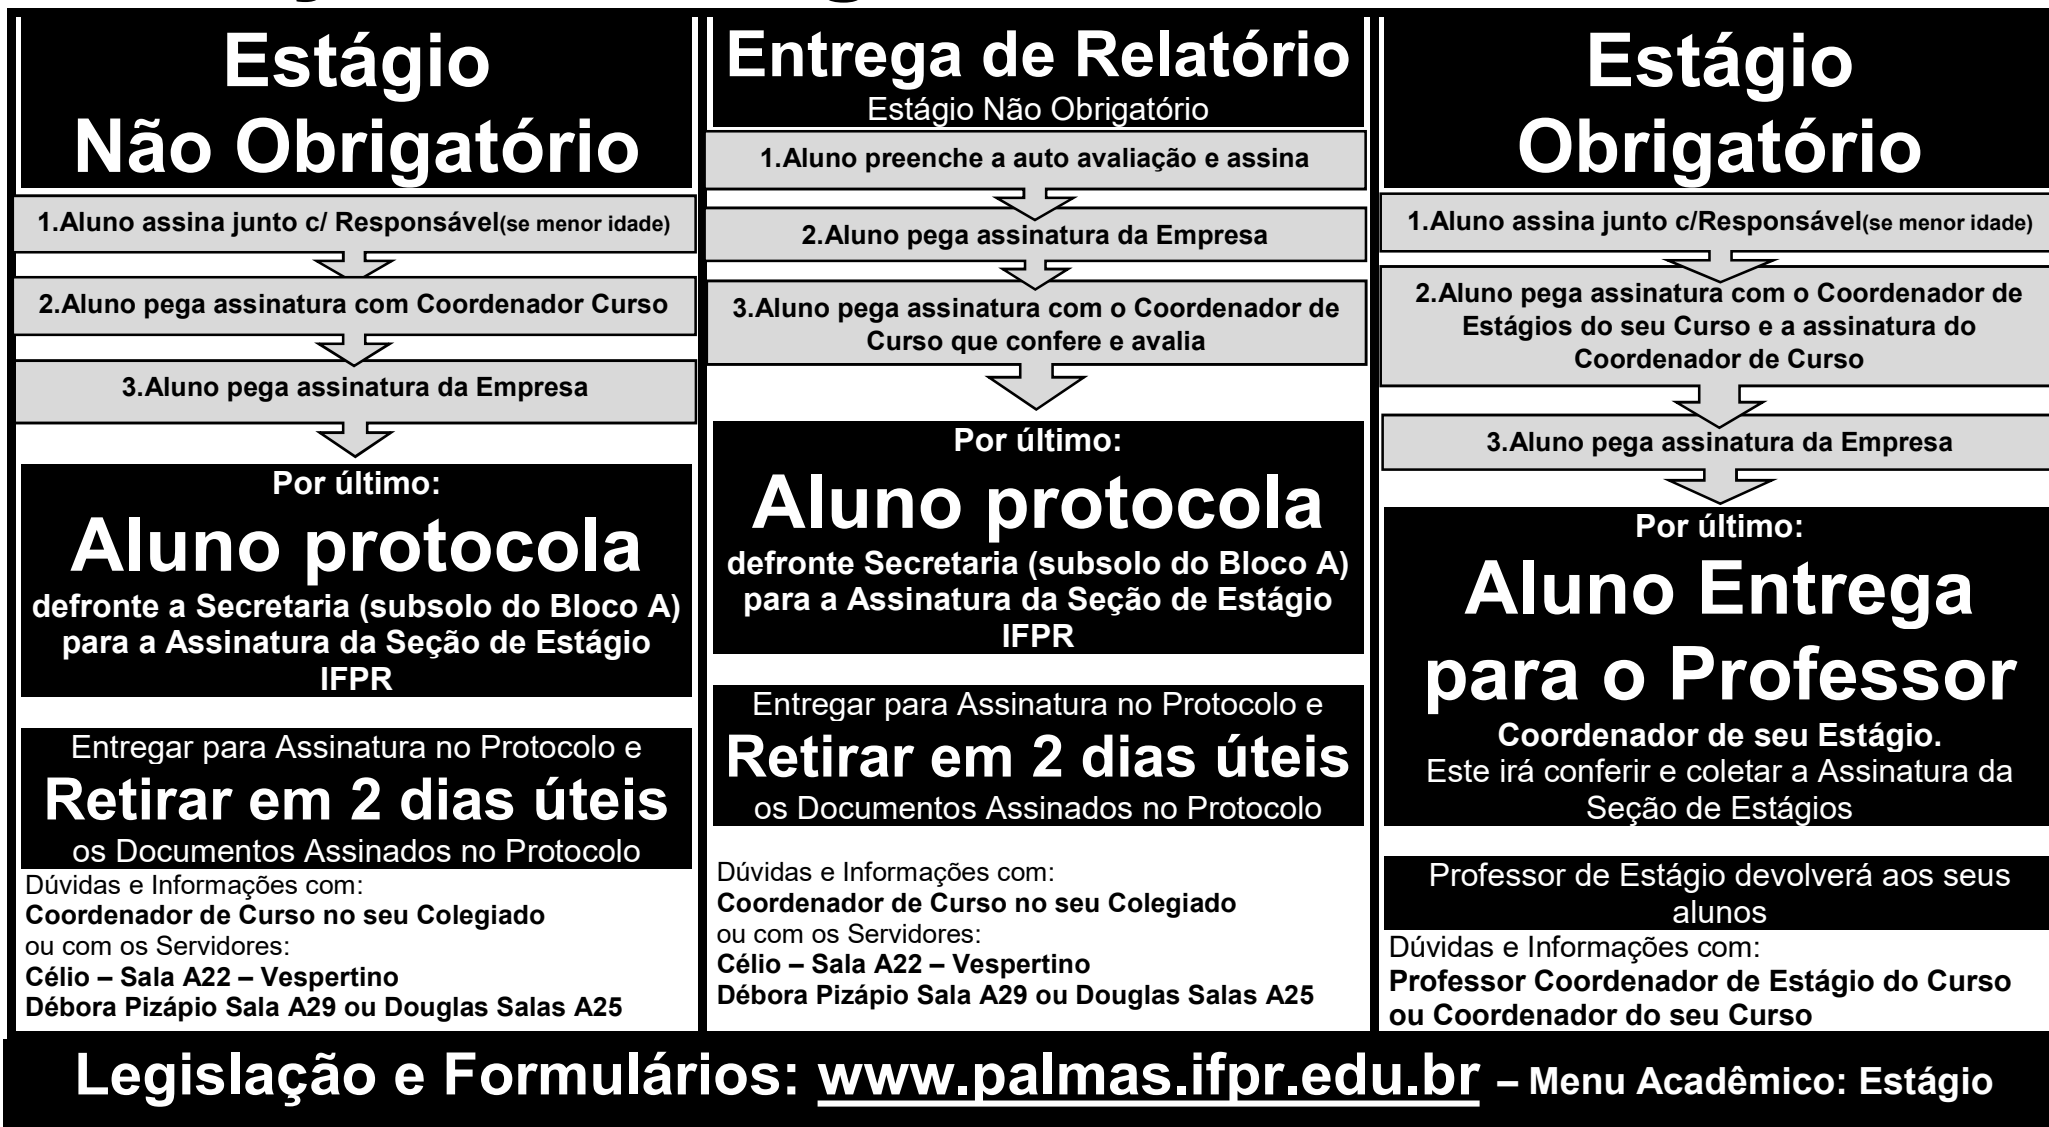 Estágio
Não Obrigatório
1.Aluno assina junto c/ Responsável(se menor idade)
2.Aluno pega assinatura com Coordenador Curso
3.Aluno pega assinatura da Empresa
Por último:
Aluno protocola
defronte a Secretaria (subsolo do Bloco A)
para a Assinatura da Seção de Estágio
IFPR
Entregar para Assinatura no Protocolo e
Retirar em 2 dias úteis
os Documentos Assinados no Protocolo
Dúvidas e Informações com:
Coordenador de Curso no seu Colegiado
ou com os Servidores:
Célio – Sala A22 – Vespertino
Débora Pizápio Sala A29 ou Douglas Salas A25
Entrega de Relatório
Estágio Não Obrigatório
1.Aluno preenche a auto avaliação e assina
2.Aluno pega assinatura da Empresa
3.Aluno pega assinatura com o Coordenador de
Curso que confere e avalia
Por último:
Aluno protocola
defronte Secretaria (subsolo do Bloco A)
para a Assinatura da Seção de Estágio
IFPR
Entregar para Assinatura no Protocolo e
Retirar em 2 dias úteis
os Documentos Assinados no Protocolo
Dúvidas e Informações com:
Coordenador de Curso no seu Colegiado
ou com os Servidores:
Célio – Sala A22 – Vespertino
Débora Pizápio Sala A29 ou Douglas Salas A25
Estágio
Obrigatório
1.Aluno assina junto c/Responsável(se menor idade)
2.Aluno pega assinatura com o Coordenador de
Estágios do seu Curso e a assinatura do
Coordenador de Curso
3.Aluno pega assinatura da Empresa
Por último:
Aluno Entrega
para o Professor
Coordenador de seu Estágio.
Este irá conferir e coletar a Assinatura da
Seção de Estágios
Professor de Estágio devolverá aos seus
alunos
Dúvidas e Informações com:
Professor Coordenador de Estágio do Curso
ou Coordenador do seu Curso
Legislação e Formulários: www.palmas.ifpr.edu.br – Menu Acadêmico: Estágio